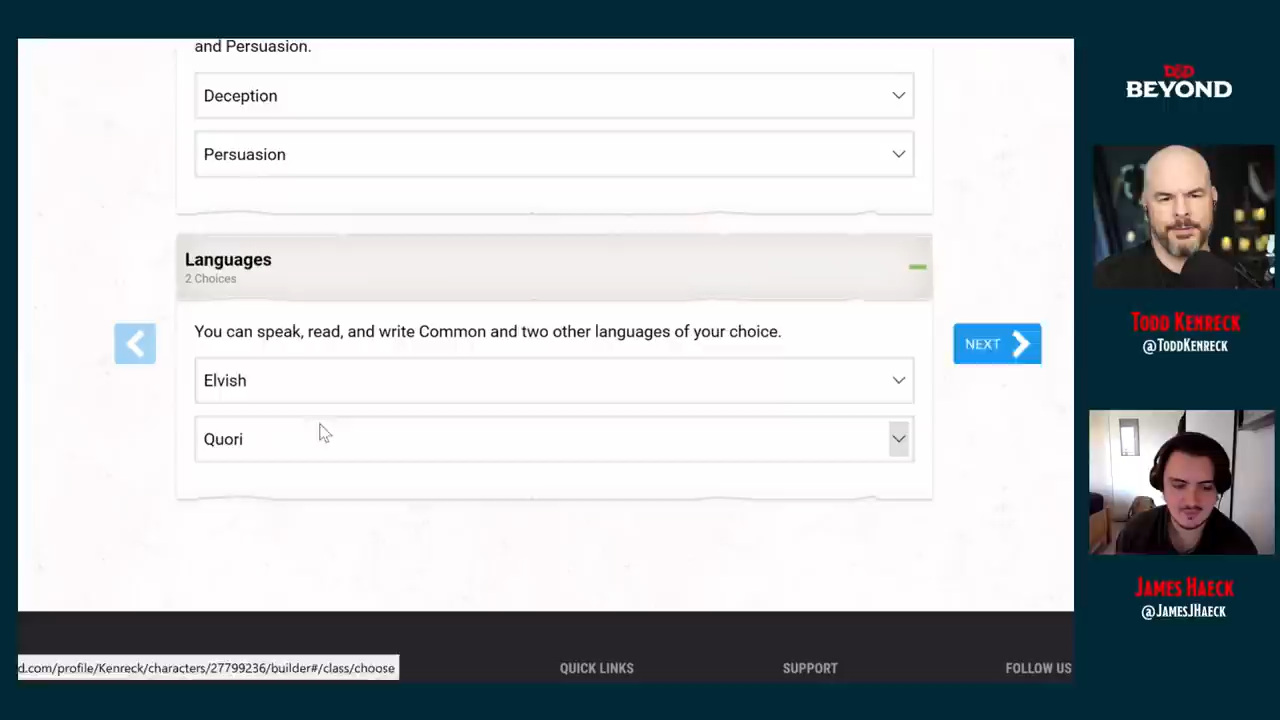 and Persuasion.
Deception
Persuasion
Languages
2 Choices
You can speak, read, and write Common and two other languages of your choice.
Elvish
Quori
NEXT
d.com/profile/Kenreck/characters/27799236/builder#/class/choose
QUICK LINKS
SUPPORT
FOLLOW US
D&D
BEYOND
TODD KENRECK
@TODDKENRECK
JAMES HAECK
@JAMESJHAECK